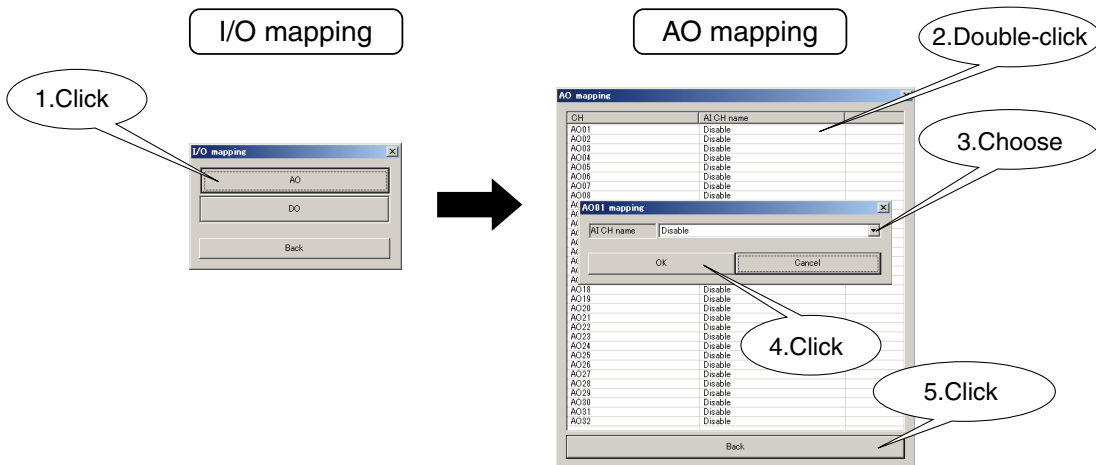 I/O mapping
AO mapping
1.Click
2.Double-click
3.Choose
4.Click
5.Click
I/O mapping
AO
DO
Back
AO mapping
CH AI CH name
AO01 Disable
AO02 Disable
AO03 Disable
AO04 Disable
AO05 Disable
AO06 Disable
AO07 Disable
AO08 Disable
AO01 mapping
AI CH name Disable
OK Cancel
AO18 Disable
AO19 Disable
AO20 Disable
AO21 Disable
AO22 Disable
AO23 Disable
AO24 Disable
AO25 Disable
AO26 Disable
AO27 Disable
AO28 Disable
AO29 Disable
AO30 Disable
AO31 Disable
AO32 Disable
Back